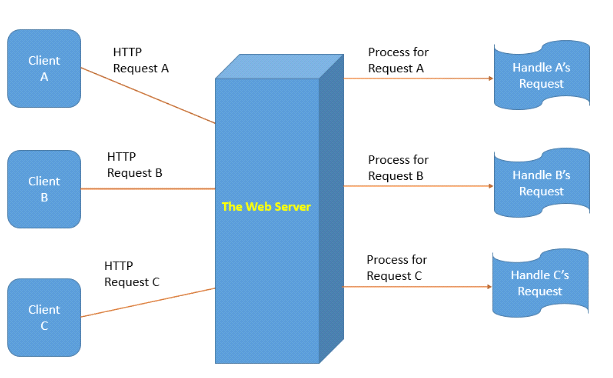 Client
A
HTTP
Request A
Process for
Request A
Handle A's
Request
Client
B
HTTP
Request B
The Web Server
Process for
Request B
Handle B's
Request
Client
C
HTTP
Request C
Process for
Request C
Handle C's
Request